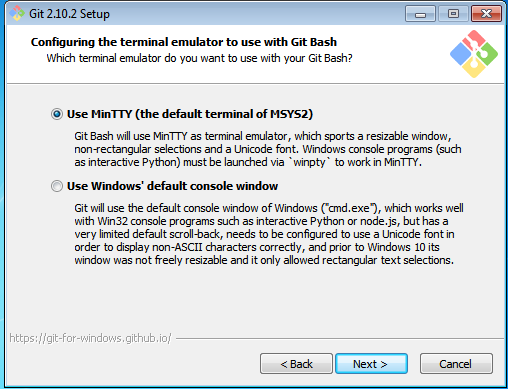 Git 2.10.2 Setup
Configuring the terminal emulator to use with Git Bash
Which terminal emulator do you want to use with your Git Bash?
Use MinTTY (the default terminal of MSYS2)
Git Bash will use MinTTY as terminal emulator, which sports a resizable window,
non-rectangular selections and a Unicode font. Windows console programs (such
as interactive Python) must be launched via `winpty` to work in MinTTY.
Use Windows' default console window
Git will use the default console window of Windows ("cmd.exe"), which works well
with Win32 console programs such as interactive Python or node.js, but has a
very limited default scroll-back, needs to be configured to use a Unicode font in
order to display non-ASCII characters correctly, and prior to Windows 10 its
window was not freely resizable and it only allowed rectangular text selections.
https://git-for-windows.github.io/
< Back
Next >
Cancel